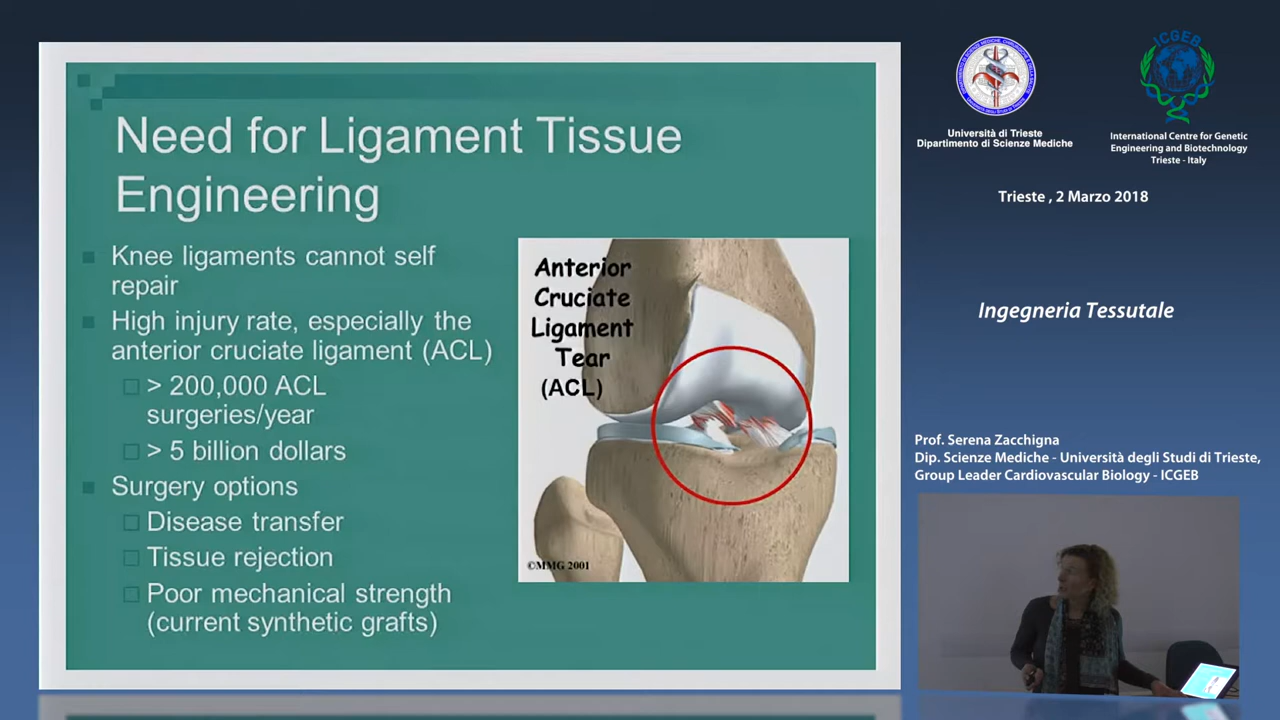 Need for Ligament Tissue
Engineering
Knee ligaments cannot self
repair
High injury rate, especially the
anterior cruciate ligament (ACL)
> 200,000 ACL
surgeries/year
> 5 billion dollars
Surgery options
Disease transfer
Tissue rejection
Poor mechanical strength
(current synthetic grafts)
Anterior
Cruciate
Ligament
Tear
(ACL)
©MMG 2001
Università di Trieste
Dipartimento di Scienze Mediche
ICGEB
International Centre for Genetic
Engineering and Biotechnology
Trieste - Italy
Trieste , 2 Marzo 2018
Ingegneria Tessutale
Prof. Serena Zacchigna
Dip. Scienze Mediche - Università degli Studi di Trieste,
Group Leader Cardiovascular Biology - ICGEB